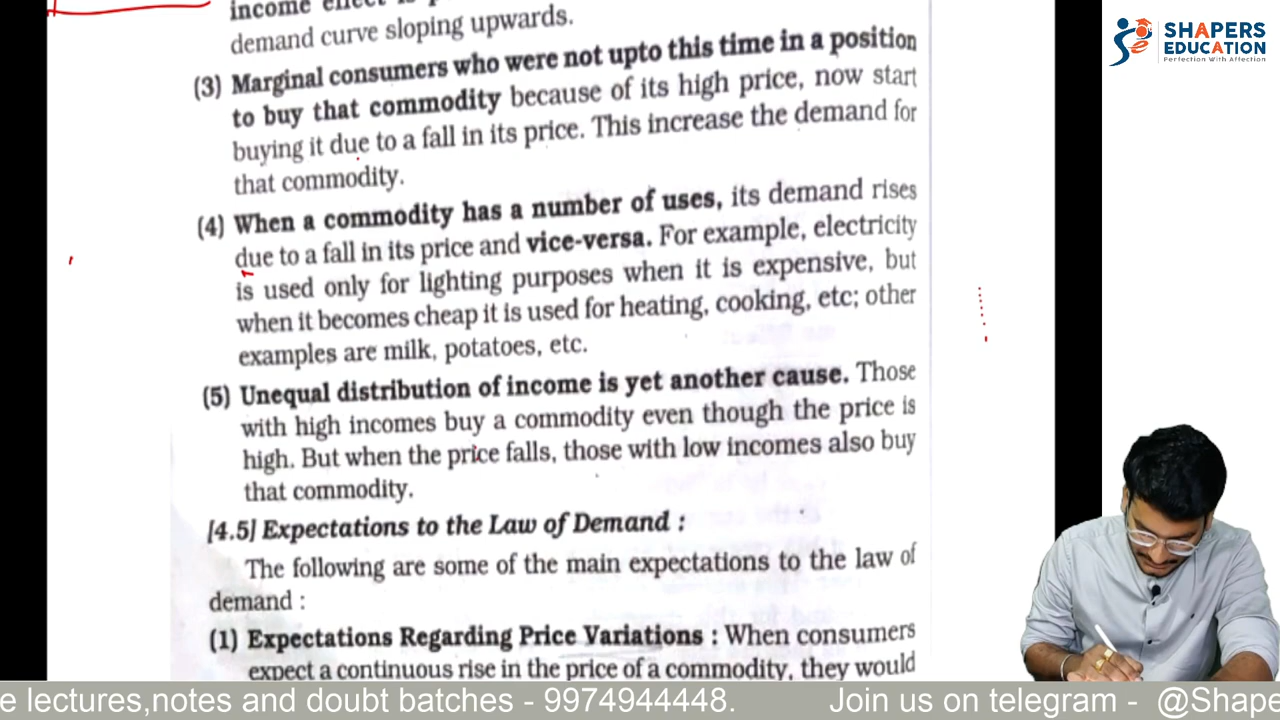 income effect is
demand curve sloping upwards.
(3) Marginal consumers who were not upto this time in a position
to buy that commodity because of its high price, now start
buying it due to a fall in its price. This increase the demand for
that commodity.
(4) When a commodity has a number of uses, its demand rises
due to a fall in its price and vice-versa. For example, electricity
is used only for lighting purposes when it is expensive, but
when it becomes cheap it is used for heating, cooking, etc; other
examples are milk, potatoes, etc.
(5) Unequal distribution of income is yet another cause. Those
with high incomes buy a commodity even though the price is
high. But when the price falls, those with low incomes also buy
that commodity.
[4.5] Expectations to the Law of Demand :
The following are some of the main expectations to the law of
demand :
(1) Expectations Regarding Price Variations : When consumers
expect a continuous rise in the price of a commodity, they would
SHAPERS
EDUCATION
Perfection With Affection
e lectures,notes and doubt batches - 9974944448. Join us on telegram - @Shape